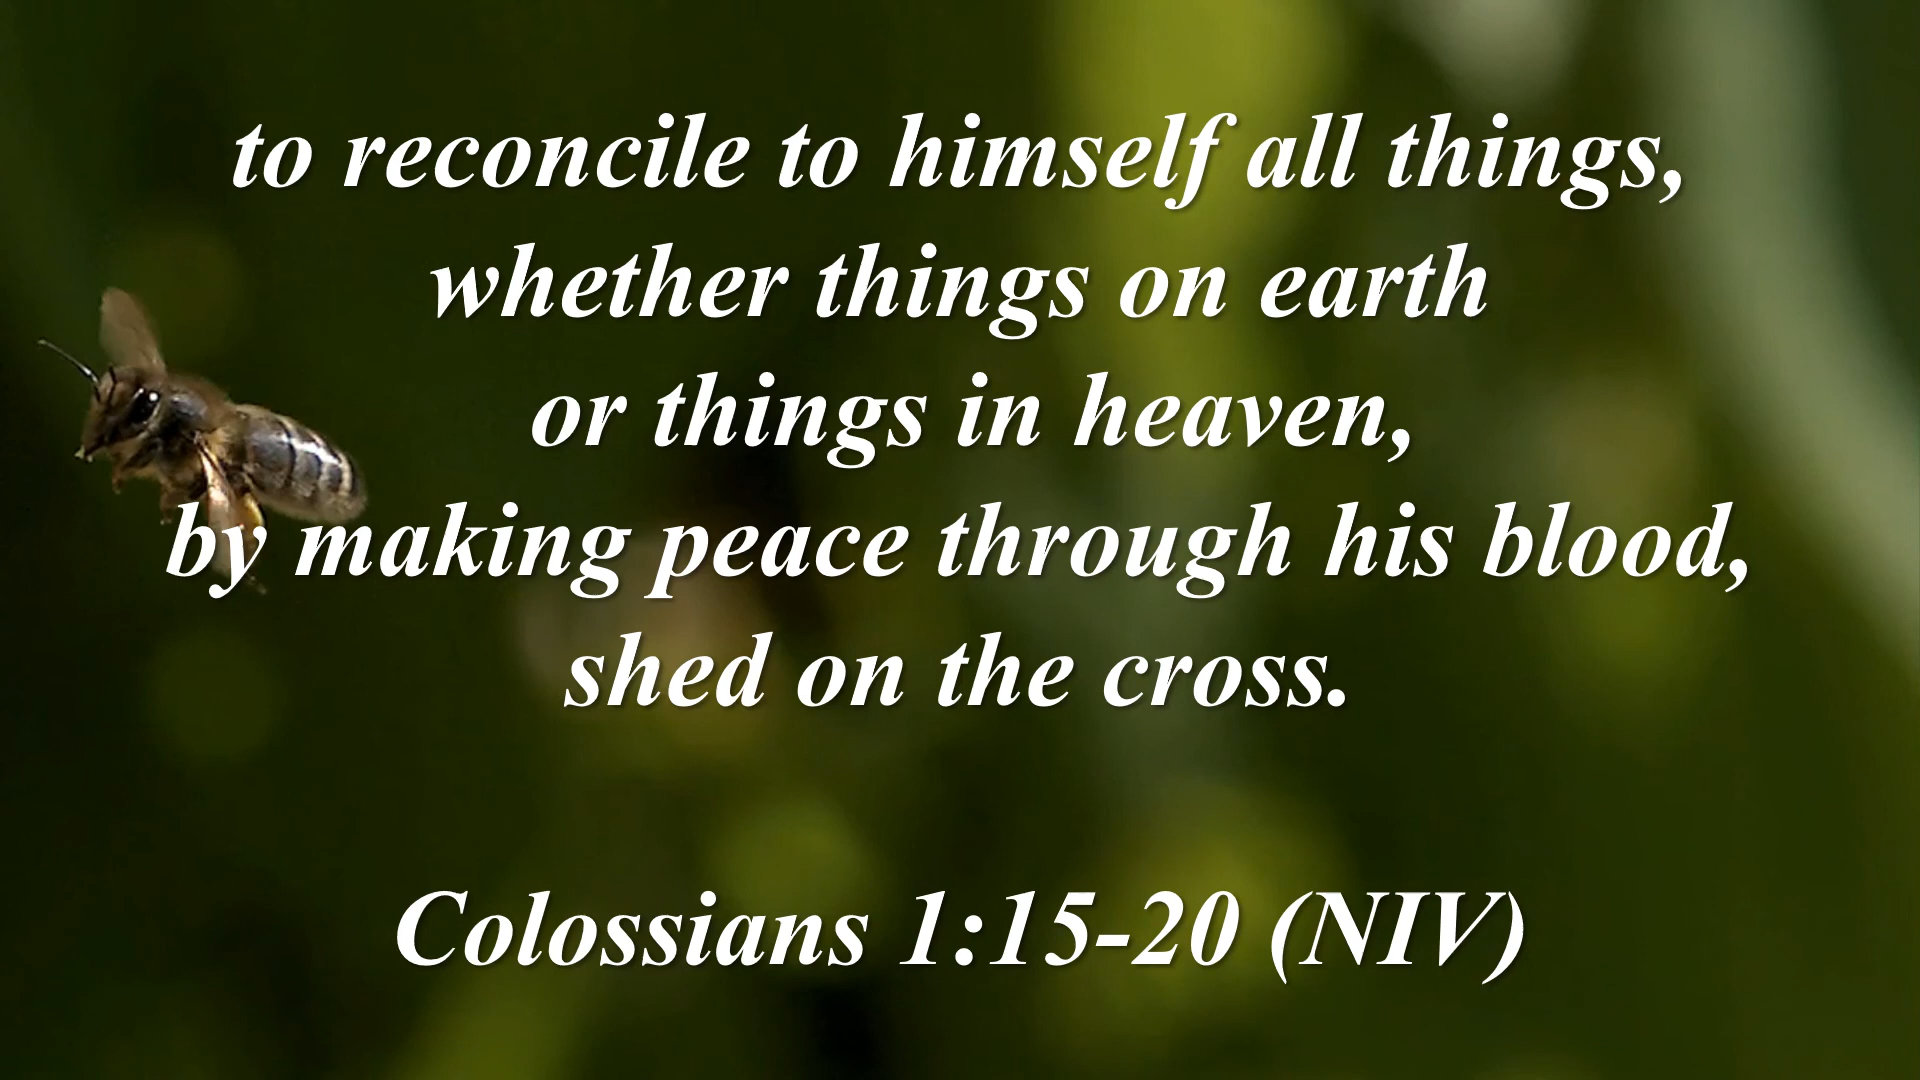 to reconcile to himself all things,
whether things on earth
or things in heaven,
by making peace through his blood,
shed on the cross.
Colossians 1:15-20 (NIV)